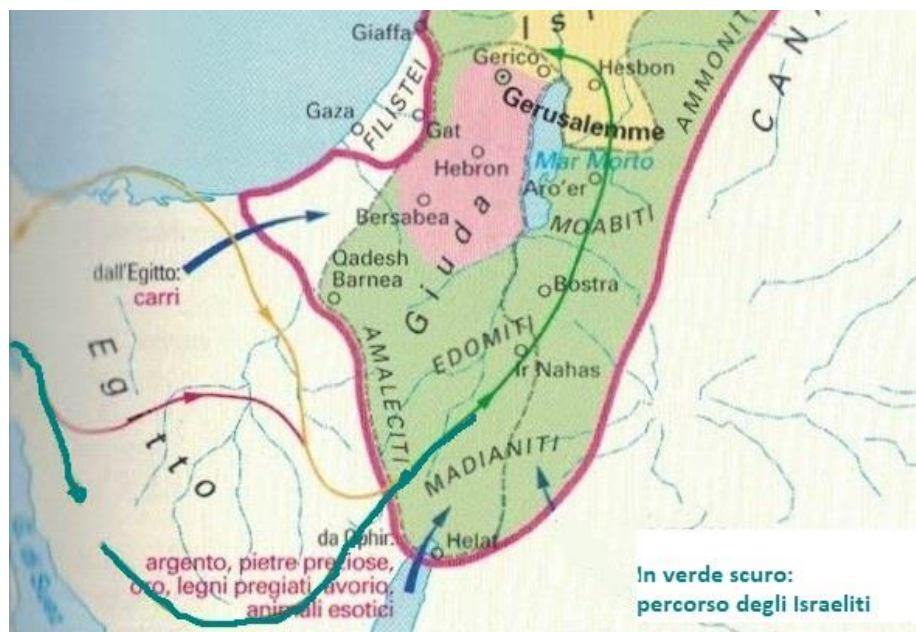 I S
Giaffa
Gerico
Hesbon
AMMONITI
CAN
Gaza
FILISTEI
Gat
Gerusalemme
Hebron
Mar Morto
Aro'er
Bersabea
MOABITI
Giuda
dall'Egitto:
carri
Qadesh
Barnea
Bostra
Egitto
AMALECITI
EDOMITI
Ir Nahas
MADIANITI
da Ophir:
argento, pietre preziose,
oro, legni pregiati, avorio,
animali esotici
Helat
In verde scuro:
percorso degli Israeliti